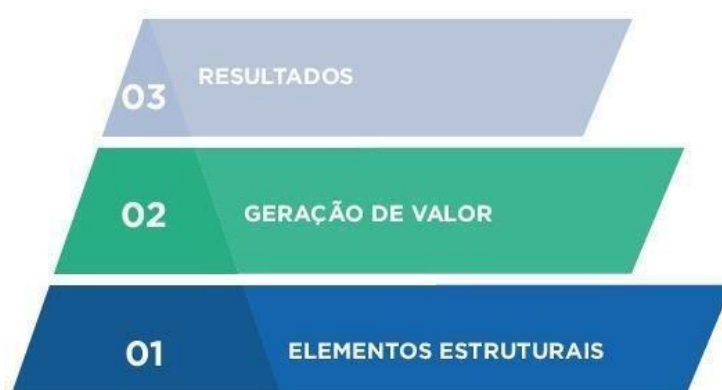 03 RESULTADOS
02 GERAÇÃO DE VALOR
01 ELEMENTOS ESTRUTURAIS